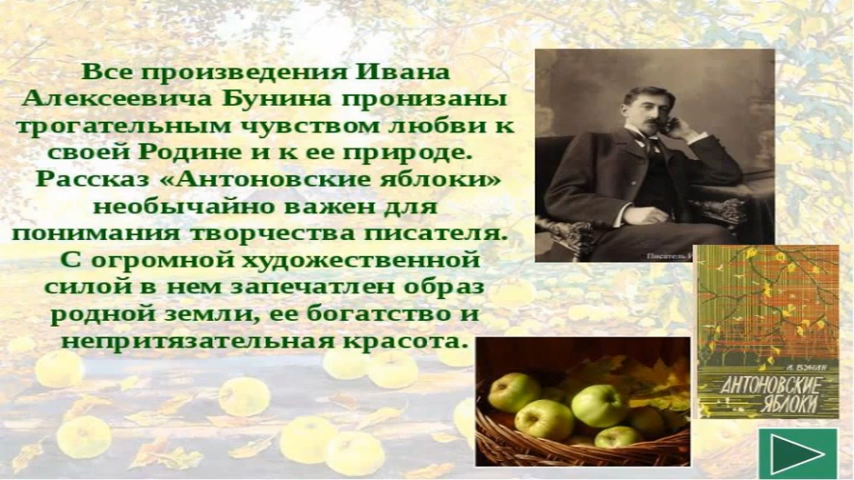 Все произведения Ивана
Алексеевича Бунина пронизаны
трогательным чувством любви к
своей Родине и к ее природе.
Рассказ «Антоновские яблоки»
необычайно важен для
понимания творчества писателя.
С огромной художественной
силой в нем запечатлен образ
родной земли, ее богатство и
непритязательная красота.
Писатель
И. БУНИН
АНТОНОВСКИЕ
ЯБЛОКИ